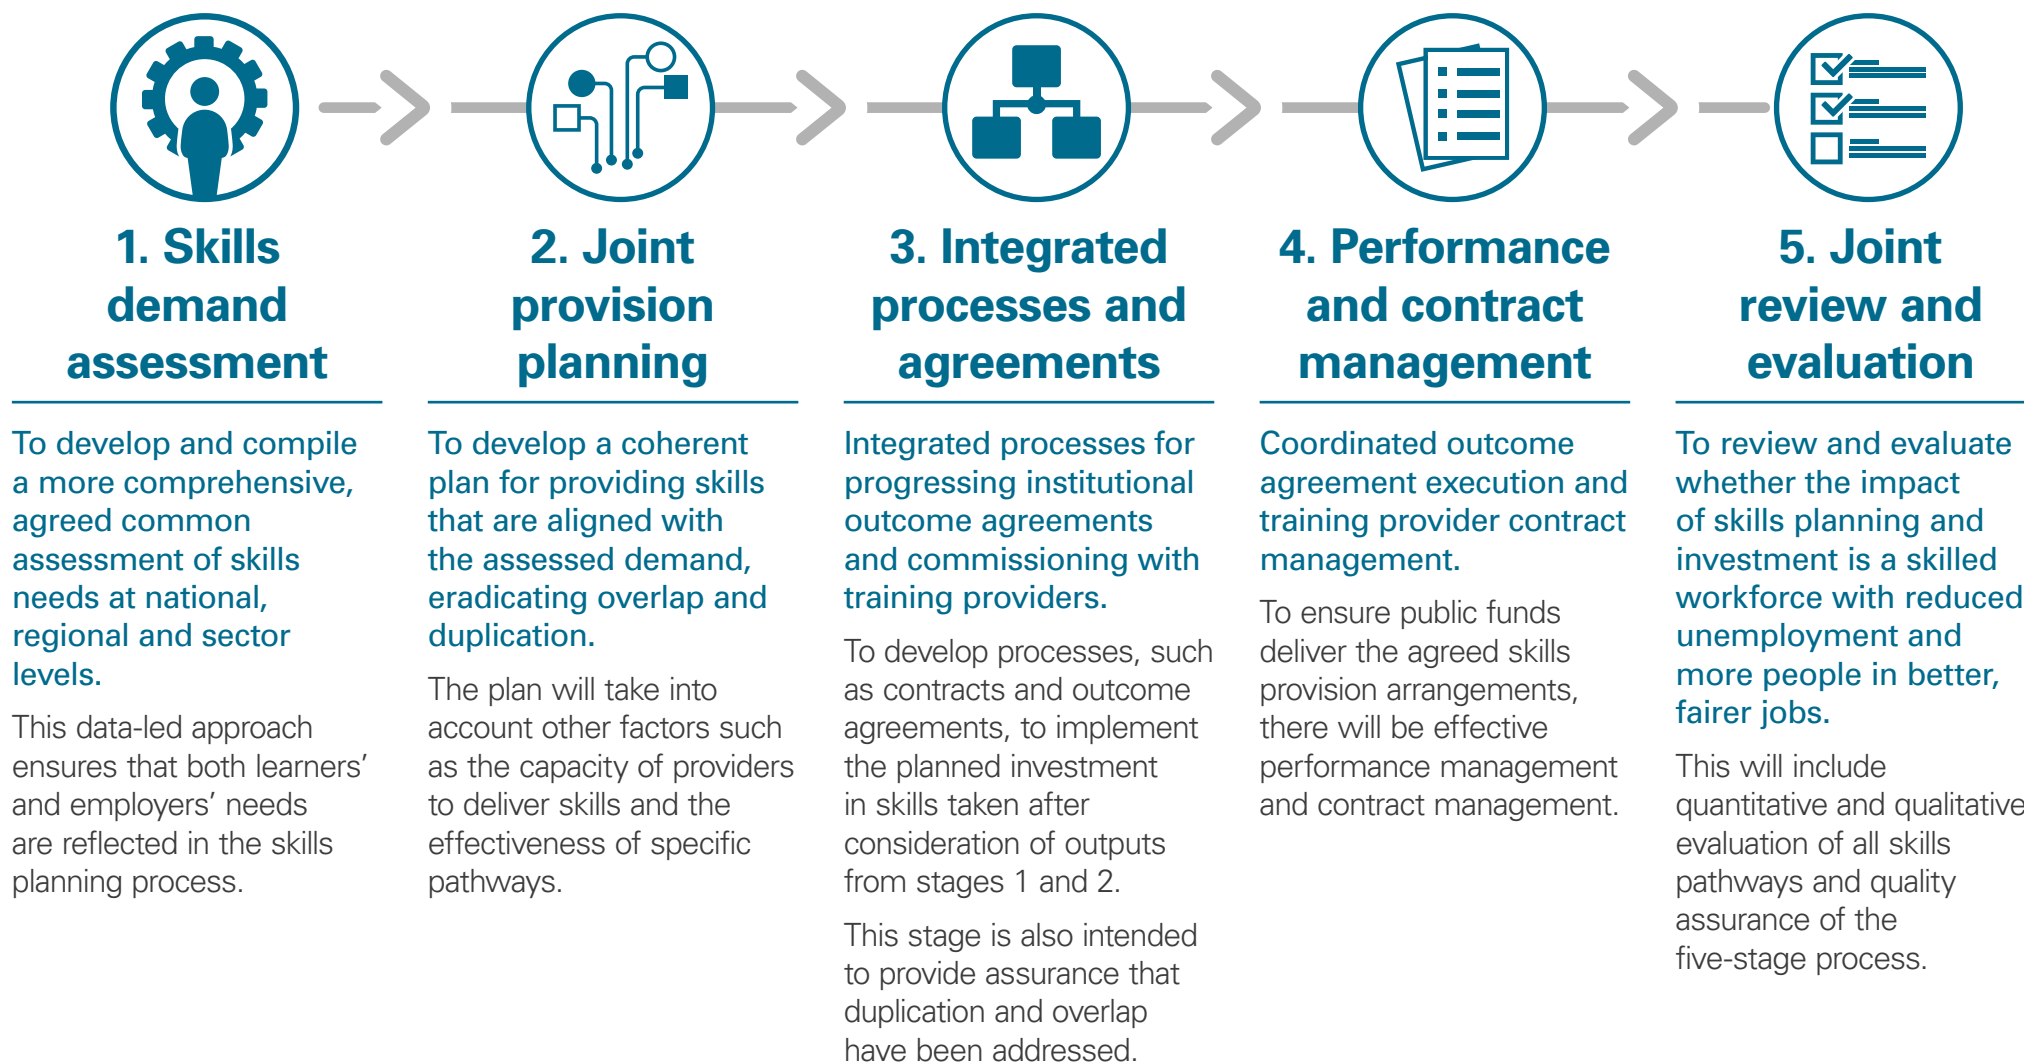 1. Skills
demand
assessment
To develop and compile
a more comprehensive,
agreed common
assessment of skills
needs at national,
regional and sector
levels.
This data-led approach
ensures that both learners’
and employers’ needs
are reflected in the skills
planning process.
2. Joint
provision
planning
To develop a coherent
plan for providing skills
that are aligned with
the assessed demand,
eradicating overlap and
duplication.
The plan will take into
account other factors such
as the capacity of providers
to deliver skills and the
effectiveness of specific
pathways.
3. Integrated
processes and
agreements
Integrated processes for
progressing institutional
outcome agreements
and commissioning with
training providers.
To develop processes, such
as contracts and outcome
agreements, to implement
the planned investment
in skills taken after
consideration of outputs
from stages 1 and 2.
This stage is also intended
to provide assurance that
duplication and overlap
have been addressed.
4. Performance
and contract
management
Coordinated outcome
agreement execution and
training provider contract
management.
To ensure public funds
deliver the agreed skills
provision arrangements,
there will be effective
performance management
and contract management.
5. Joint
review and
evaluation
To review and evaluate
whether the impact
of skills planning and
investment is a skilled
workforce with reduced
unemployment and
more people in better,
fairer jobs.
This will include
quantitative and qualitative
evaluation of all skills
pathways and quality
assurance of the
five-stage process.